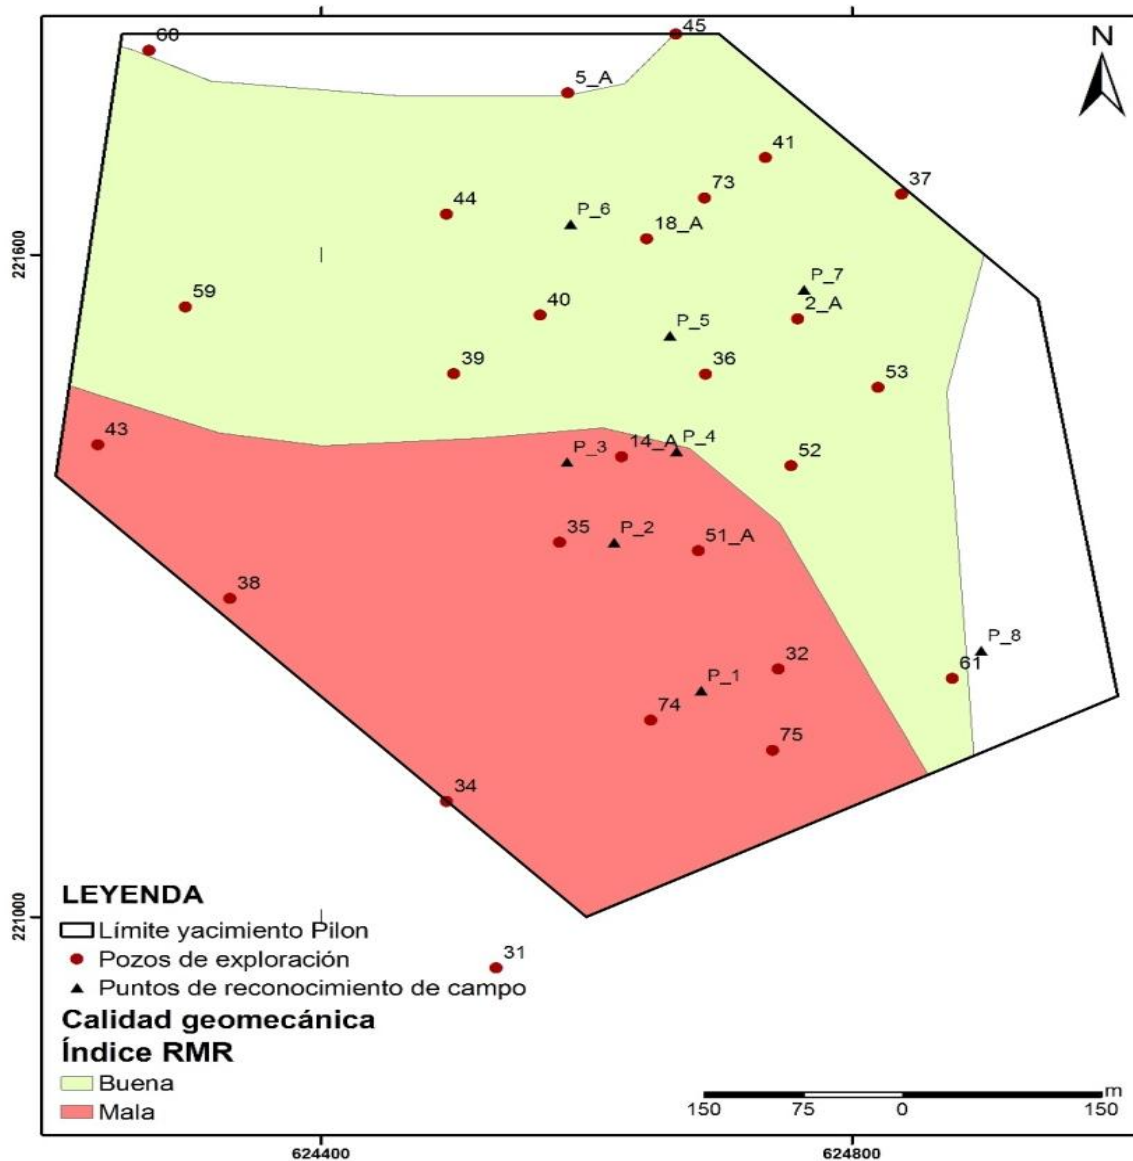 60
45
N
5_A
41
37
73
44
P_6
18_A
221600
P_7
59
40
2_A
P_5
39
36
53
43
14_A
P_4
P_3
52
35
P_2
51_A
38
P_8
32
61
P_1
74
75
34
LEYENDA
221000
Límite yacimiento Pilon
31
Pozos de exploración
Puntos de reconocimiento de campo
Calidad geomecánica
Índice RMR
Buena
m
Mala
150 75 0 150
624400 624800